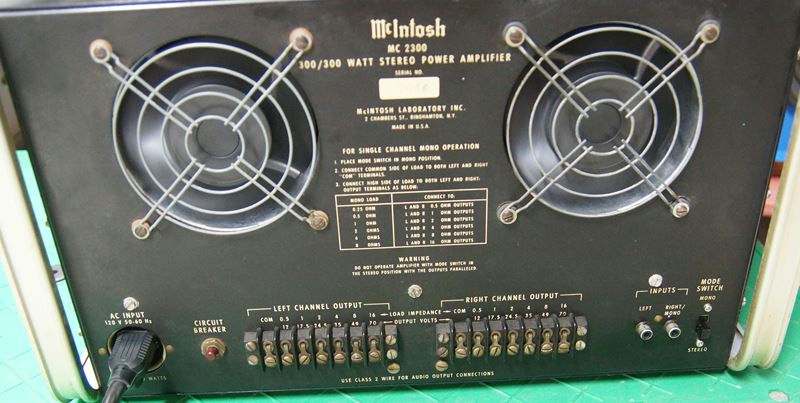 McIntosh
MC 2300
300/300 WATT STEREO POWER AMPLIFIER
SERIAL NO.
McINTOSH LABORATORY INC.
2 CHAMBERS ST. BINGHAMTON, N.Y.
MADE IN U.S.A.
FOR SINGLE CHANNEL MONO OPERATION
1. PLACE MODE SWITCH IN MONO POSITION.
2. CONNECT COMMON SIDE OF LOAD TO BOTH LEFT AND RIGHT
"COM" TERMINALS.
3. CONNECT HIGH SIDE OF LOAD TO BOTH LEFT AND RIGHT
OUTPUT TERMINALS AS BELOW:
MONO LOAD CONNECT TO:
0.25 OHM L AND R 0.5 OHM OUTPUTS
0.5 OHM L AND R 1 OHM OUTPUTS
1 OHM L AND R 2 OHM OUTPUTS
2 OHMS L AND R 4 OHM OUTPUTS
4 OHMS L AND R 8 OHM OUTPUTS
8 OHMS L AND R 16 OHM OUTPUTS
WARNING
DO NOT OPERATE AMPLIFIER WITH MODE SWITCH IN
THE STEREO POSITION WITH THE OUTPUTS PARALLELED.
AC INPUT
120 V 50-60 Hz
WATTS
CIRCUIT
BREAKER
LEFT CHANNEL OUTPUT
COM 0.5 1 2 4 8 16
12 17.5 24.5 35 49 70
LOAD IMPEDANCE
OUTPUT VOLTS
RIGHT CHANNEL OUTPUT
COM 0.5 1 2 4 8 16
12 17.5 24.5 35 49 70
INPUTS
LEFT
RIGHT/
MONO
MODE
SWITCH
MONO
STEREO
USE CLASS 2 WIRE FOR AUDIO OUTPUT CONNECTIONS